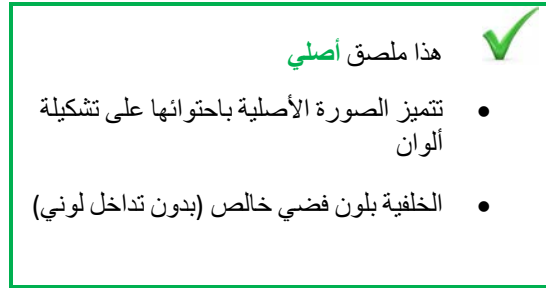 هذا ملصق أصلي
• تتميز الصورة الأصلية باحتوائها على تشكيلة
ألوان
• الخلفية بلون فضي خالص (بدون تداخل لوني)